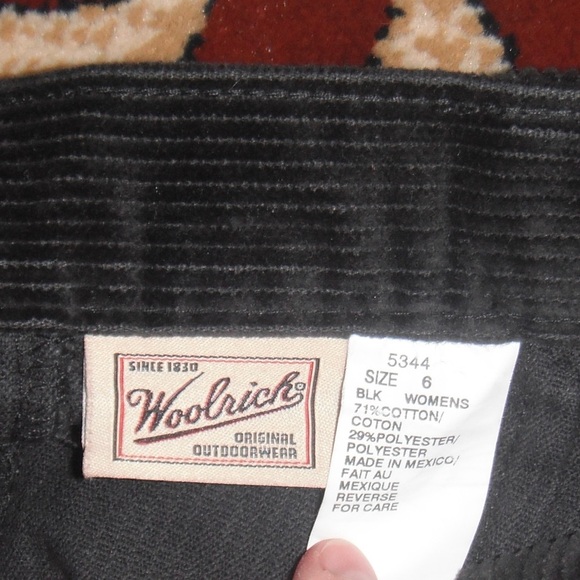 SINCE 1830
Woolrich®
ORIGINAL
OUTDOORWEAR
5344
SIZE 6
BLK WOMENS
71%COTTON/
COTON
29%POLYESTER/
POLYESTER
MADE IN MEXICO/
FAIT AU
MEXIQUE
REVERSE
FOR CARE